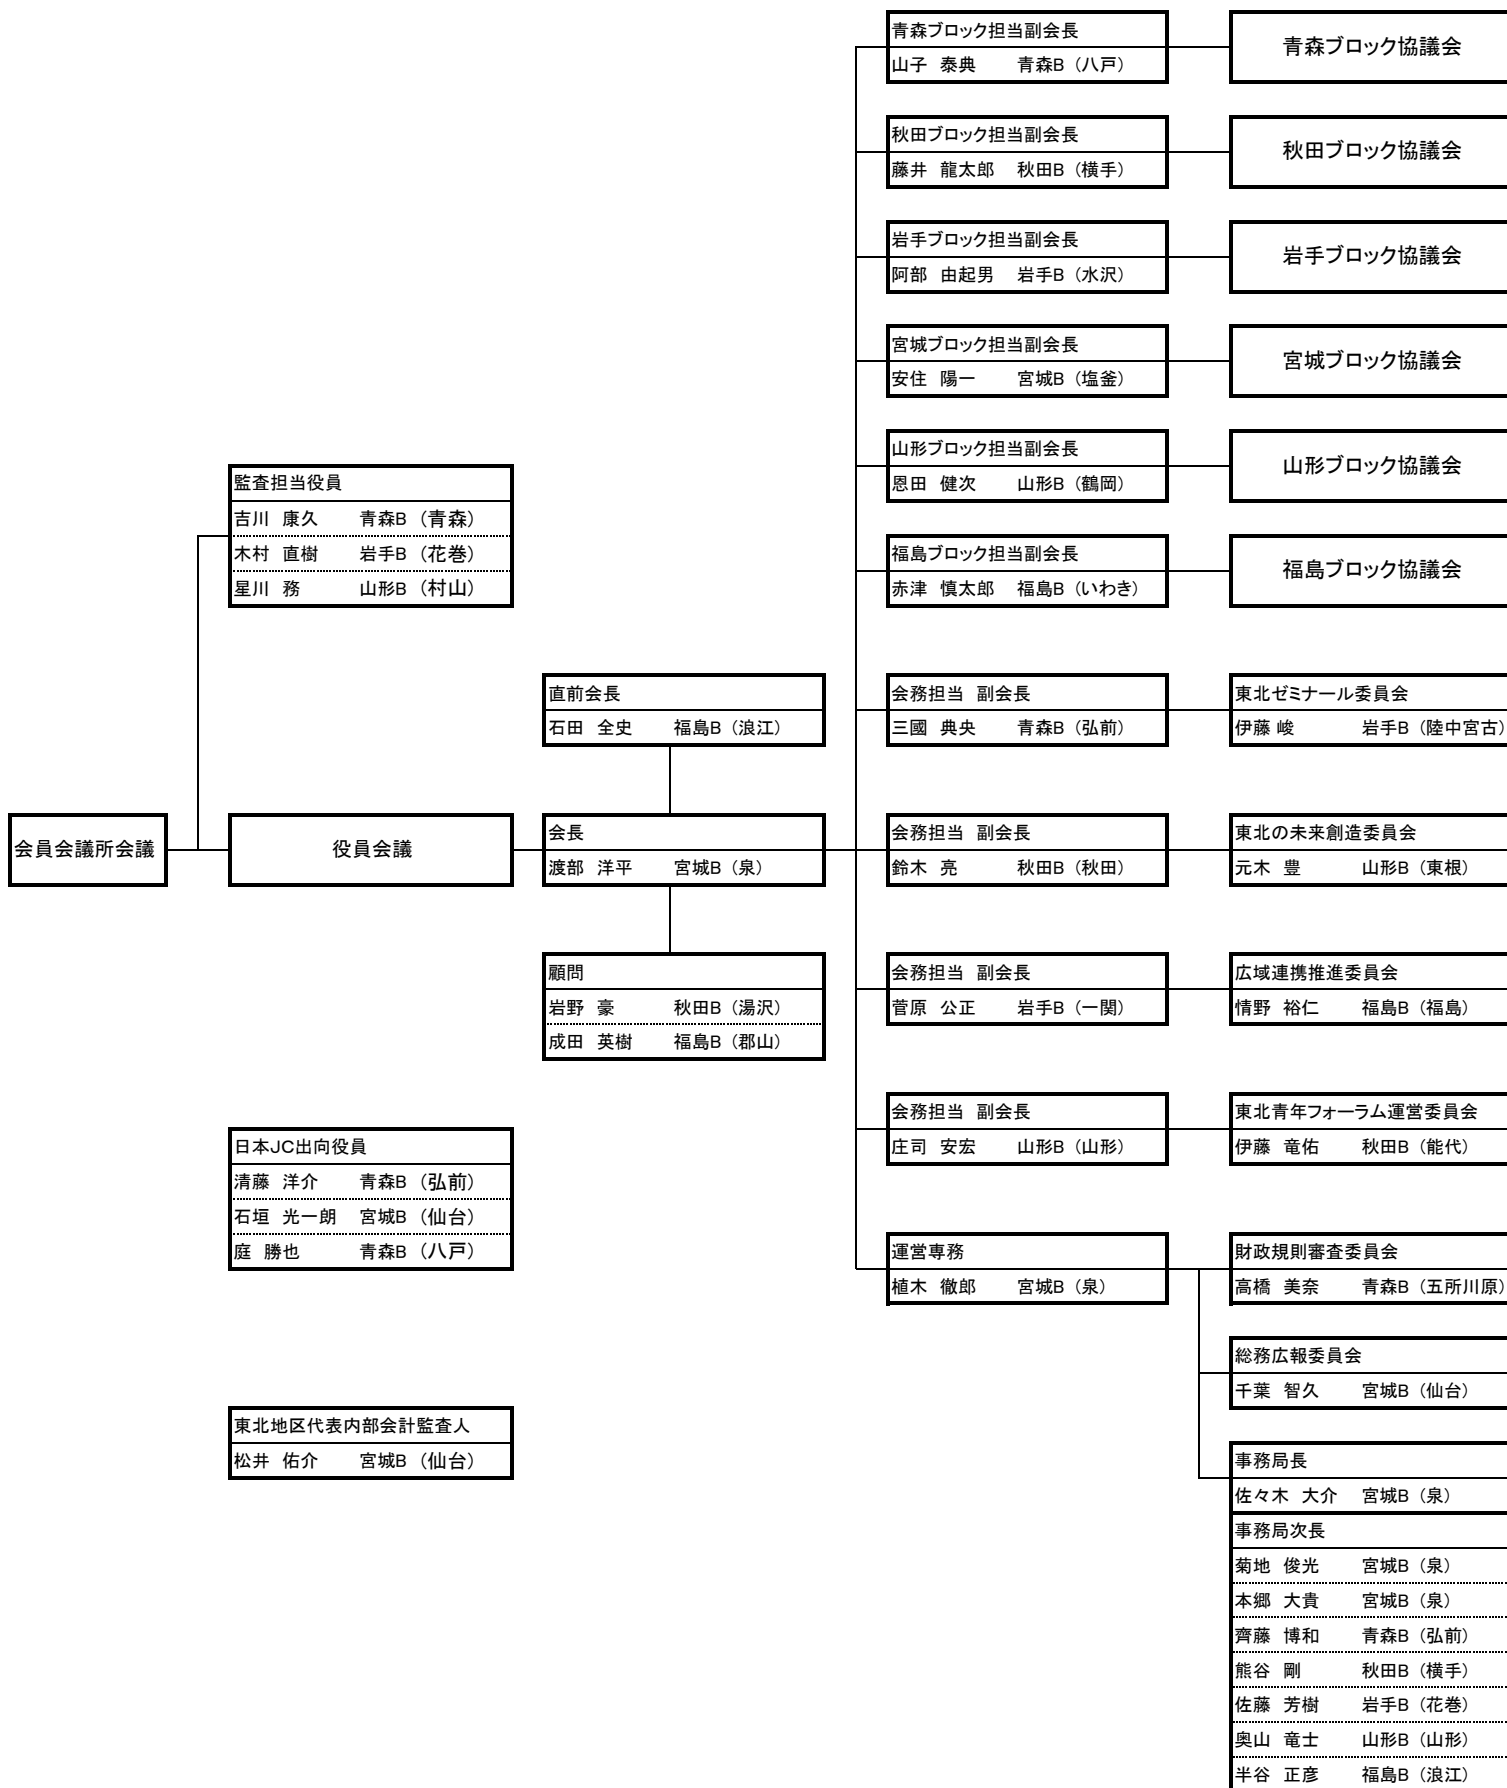 青森ブロック担当副会長
山子 泰典 青森B（八戸）
青森ブロック協議会
秋田ブロック担当副会長
藤井 龍太郎 秋田B（横手）
秋田ブロック協議会
岩手ブロック担当副会長
阿部 由起男 岩手B（水沢）
岩手ブロック協議会
宮城ブロック担当副会長
安住 陽一 宮城B（塩釜）
宮城ブロック協議会
山形ブロック担当副会長
恩田 健次 山形B（鶴岡）
山形ブロック協議会
監査担当役員
吉川 康久 青森B（青森）
木村 直樹 岩手B（花巻）
星川 務 山形B（村山）
福島ブロック担当副会長
赤津 慎太郎 福島B（いわき）
福島ブロック協議会
直前会長
石田 全史 福島B（浪江）
会務担当 副会長
三國 典央 青森B（弘前）
東北ゼミナール委員会
伊藤 峻 岩手B（陸中宮古）
会員会議所会議
役員会議
会長
渡部 洋平 宮城B（泉）
会務担当 副会長
鈴木 亮 秋田B（秋田）
東北の未来創造委員会
元木 豊 山形B（東根）
顧問
岩野 豪 秋田B（湯沢）
成田 英樹 福島B（郡山）
会務担当 副会長
菅原 公正 岩手B（一関）
広域連携推進委員会
情野 裕仁 福島B（福島）
会務担当 副会長
庄司 安宏 山形B（山形）
東北青年フォーラム運営委員会
伊藤 竜佑 秋田B（能代）
日本JC出向役員
清藤 洋介 青森B（弘前）
石垣 光一朗 宮城B（仙台）
庭 勝也 青森B（八戸）
運営専務
植木 徹郎 宮城B（泉）
財政規則審査委員会
高橋 美奈 青森B（五所川原）
総務広報委員会
千葉 智久 宮城B（仙台）
東北地区代表内部会計監査人
松井 佑介 宮城B（仙台）
事務局長
佐々木 大介 宮城B（泉）
事務局次長
菊地 俊光 宮城B（泉）
本郷 大貴 宮城B（泉）
齊藤 博和 青森B（弘前）
熊谷 剛 秋田B（横手）
佐藤 芳樹 岩手B（花巻）
奥山 竜士 山形B（山形）
半谷 正彦 福島B（浪江）